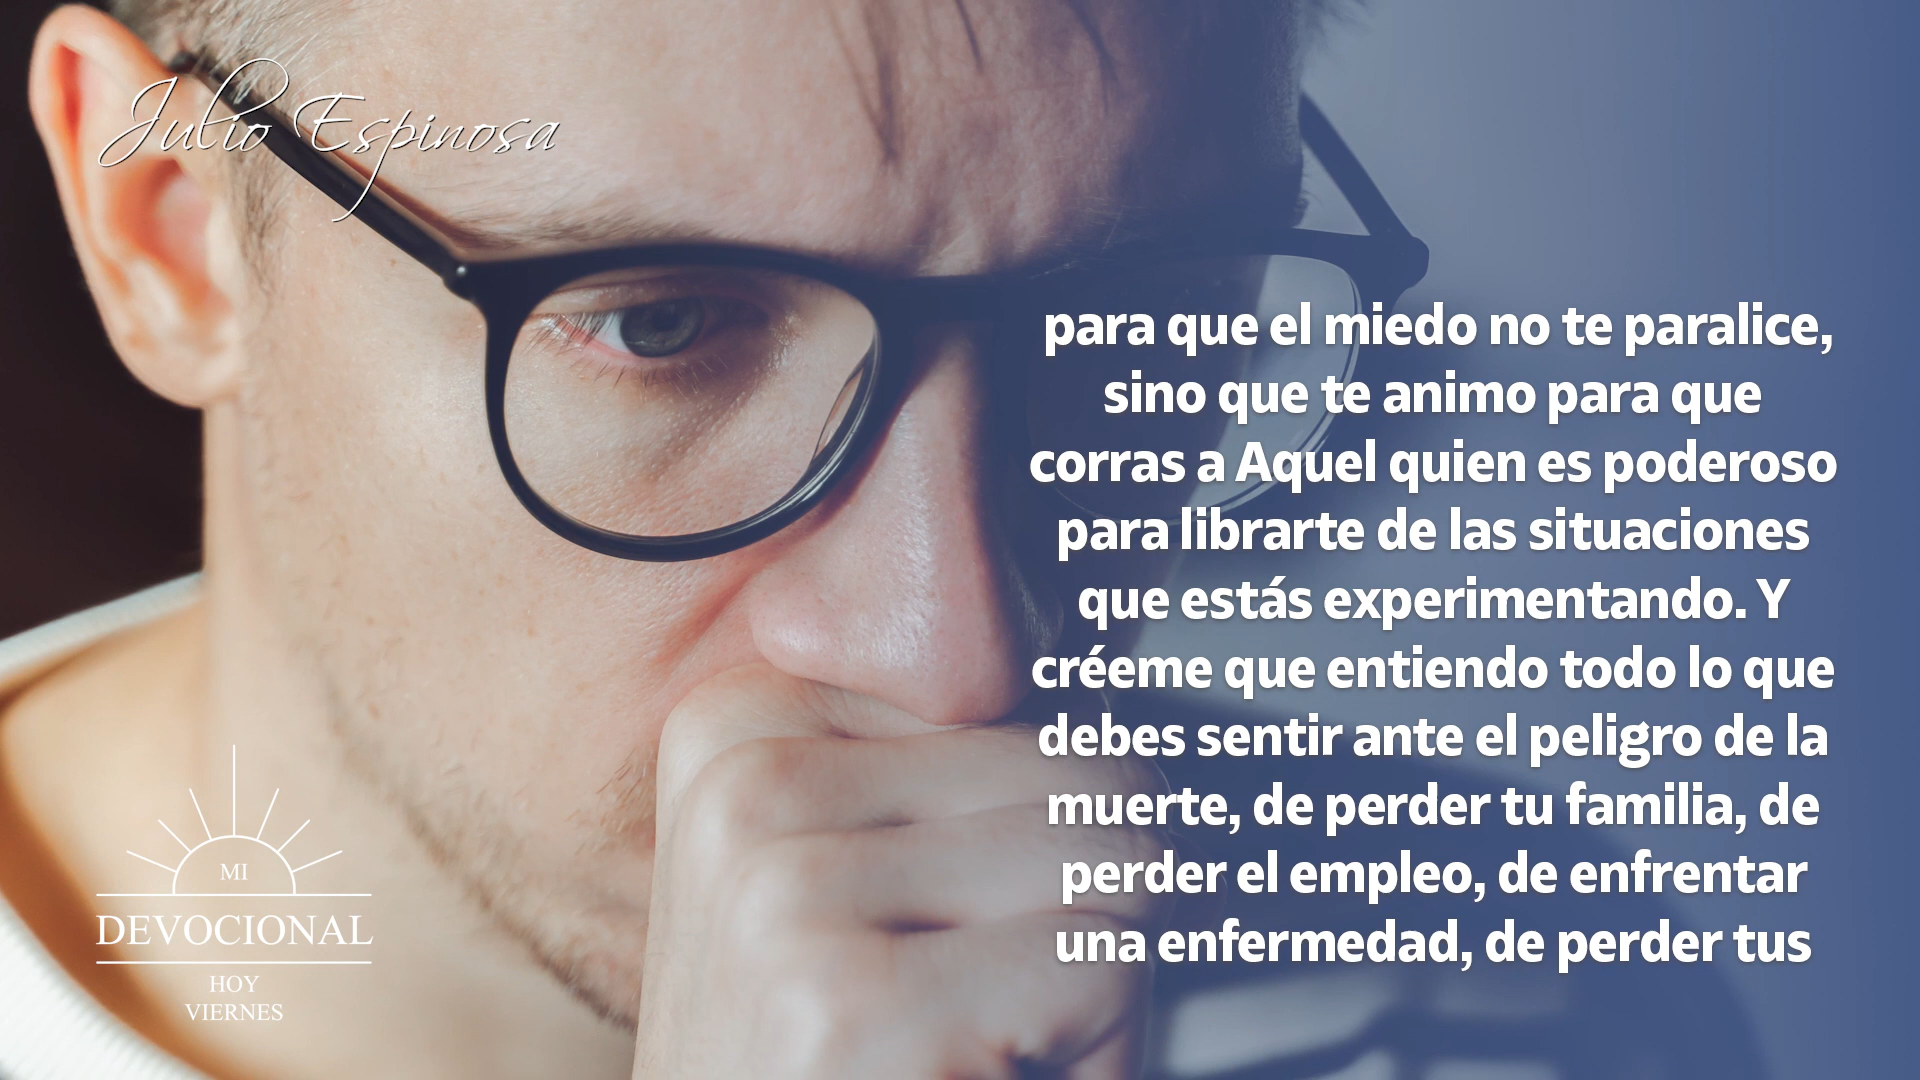 Julio Espinosa
para que el miedo no te paralice,
sino que te animo para que
corras a Aquel quien es poderoso
para librarte de las situaciones
que estás experimentando. Y
créeme que entiendo todo lo que
debes sentir ante el peligro de la
muerte, de perder tu familia, de
perder el empleo, de enfrentar
una enfermedad, de perder tus
MI
DEVOCIONAL
HOY
VIERNES